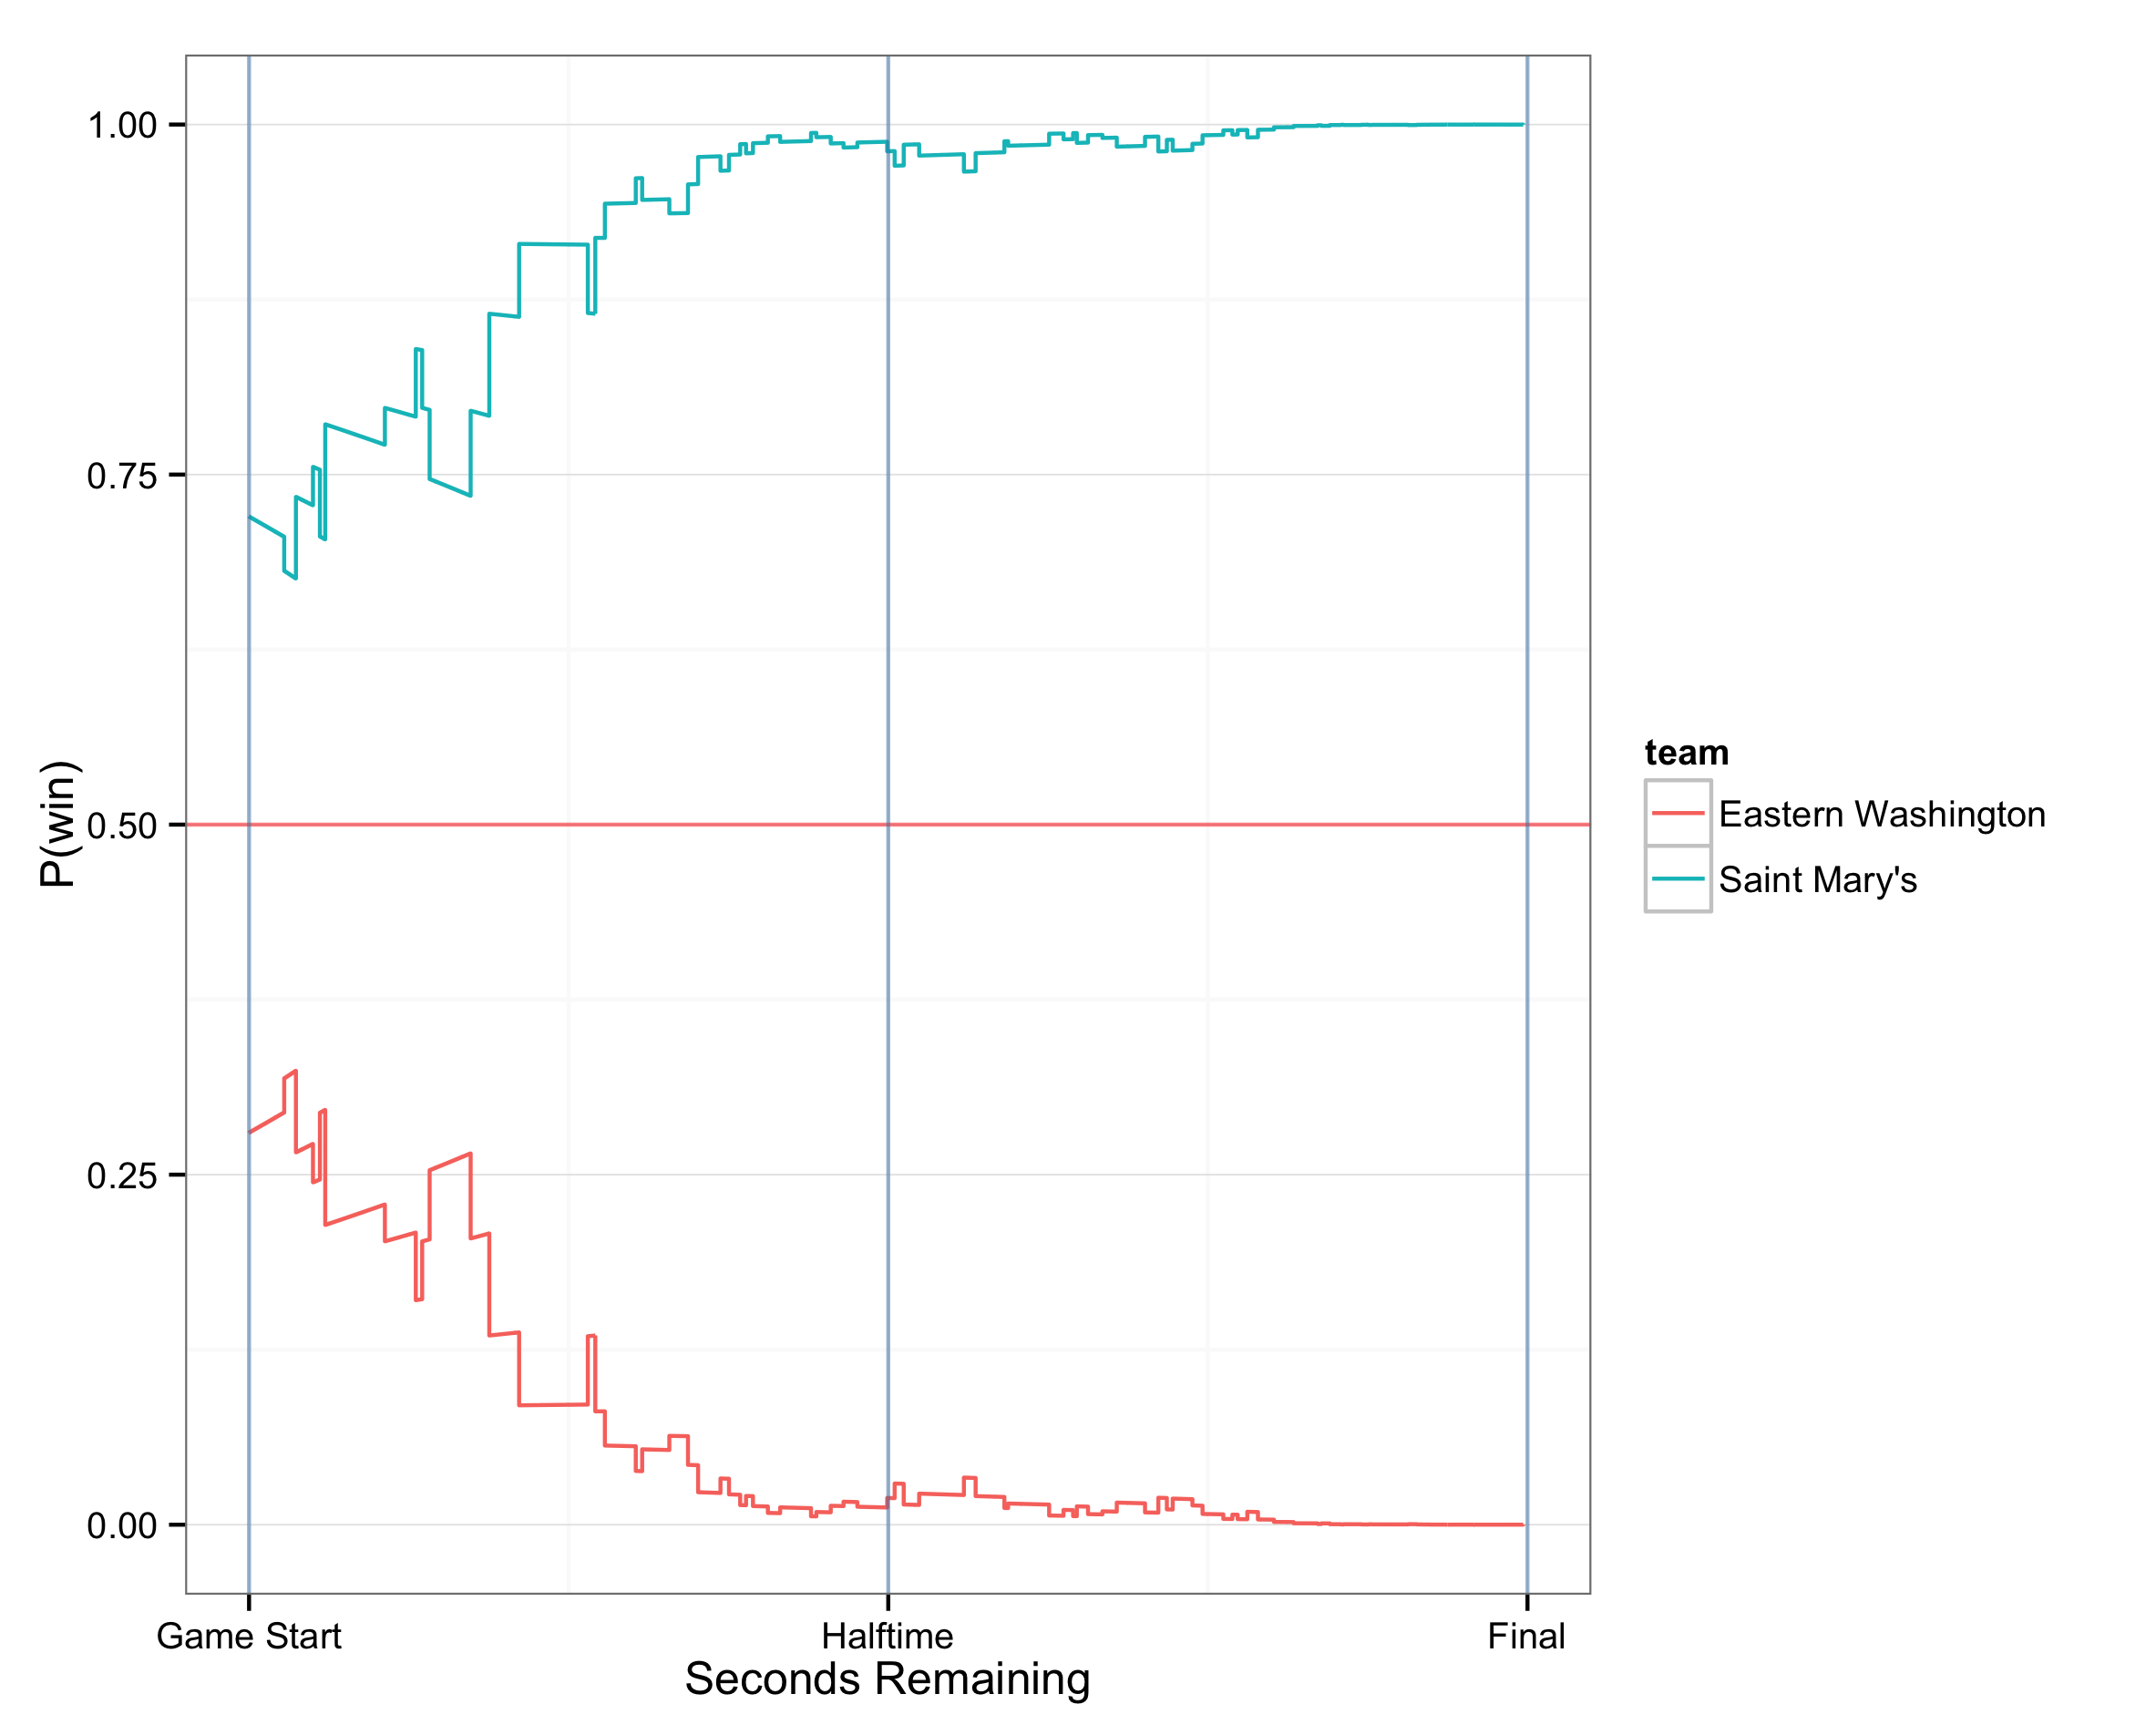 1.00
0.75
0.50
0.25
0.00
P(win)
Game Start
Halftime
Final
Seconds Remaining
team
Eastern Washington
Saint Mary's